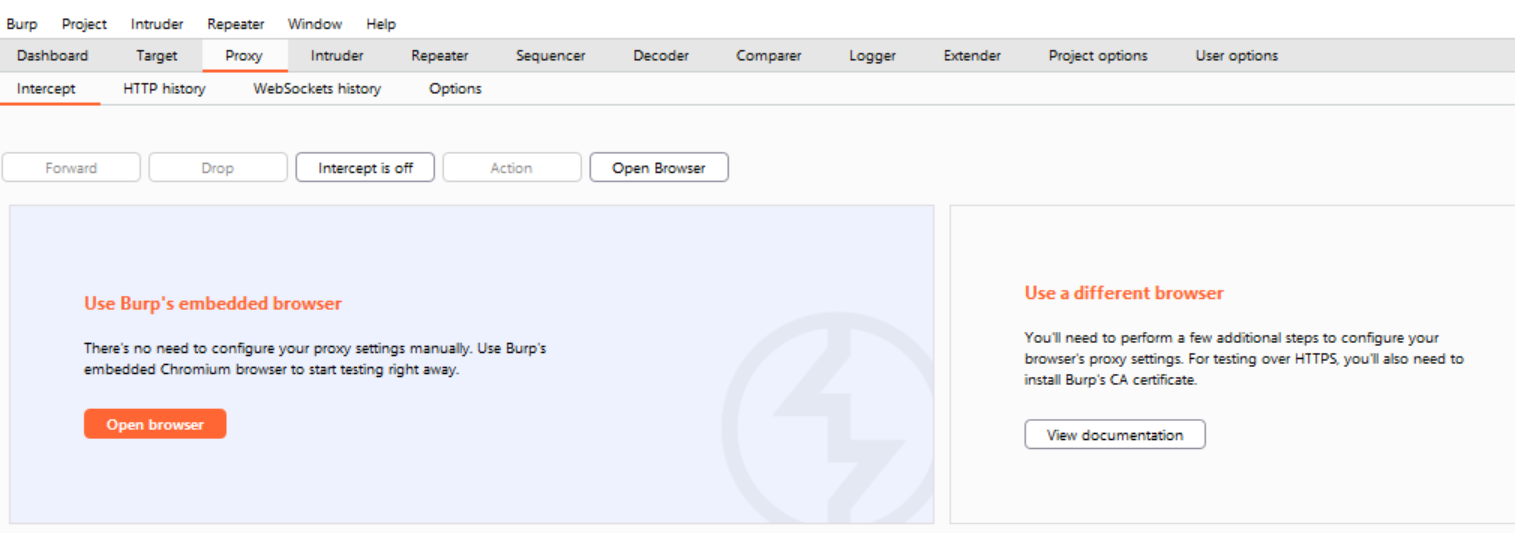 Burp Project Intruder Repeater Window Help
Dashboard Target Proxy Intruder Repeater Sequencer Decoder Comparer Logger Extender Project options User options
Intercept HTTP history WebSockets history Options
Forward Drop Intercept is off Action Open Browser
Use Burp's embedded browser
There's no need to configure your proxy settings manually. Use Burp's
embedded Chromium browser to start testing right away.
Open browser
Use a different browser
You'll need to perform a few additional steps to configure your
browser's proxy settings. For testing over HTTPS, you'll also need to
install Burp's CA certificate.
View documentation